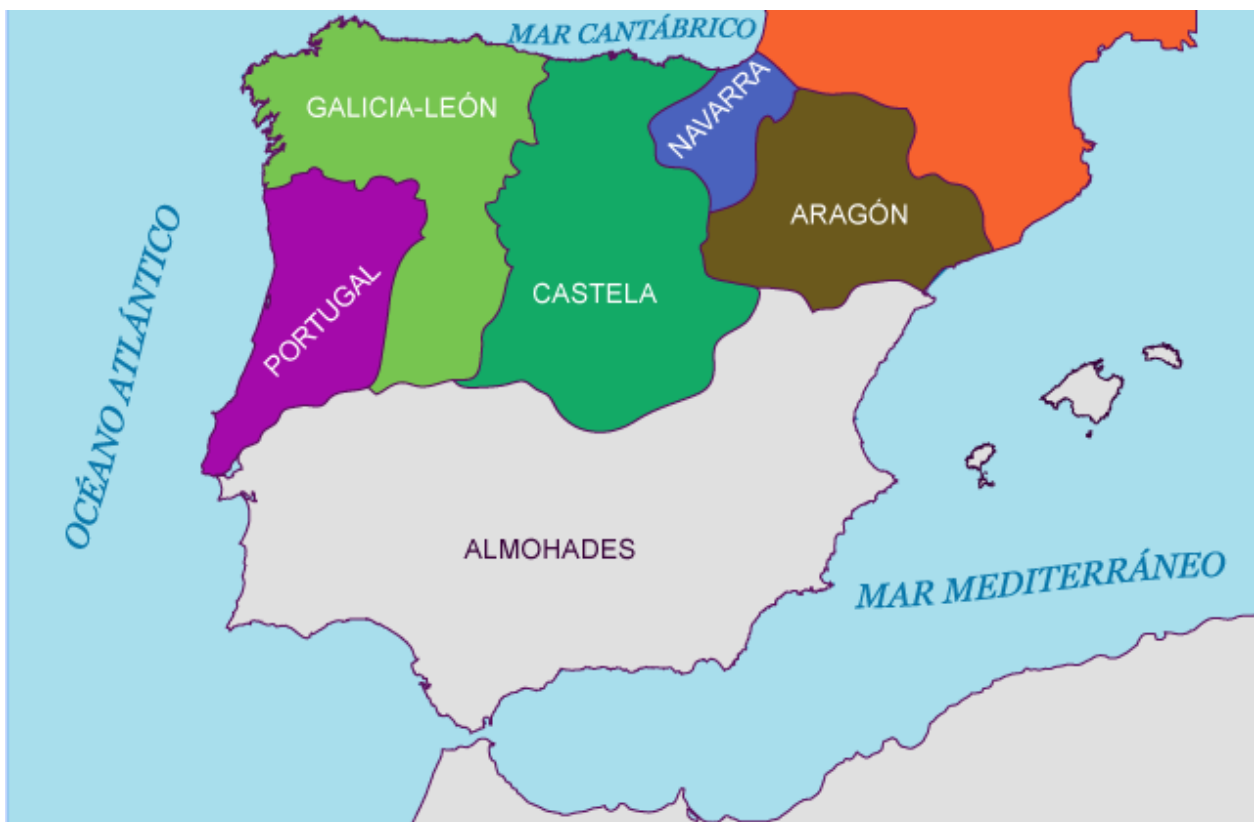 MAR CANTÁBRICO
GALICIA-LEÓN
NAVARRA
ARAGÓN
PORTUGAL
CASTELA
OCÉANO ATLÁNTICO
ALMOHADES
MAR MEDITERRÁNEO